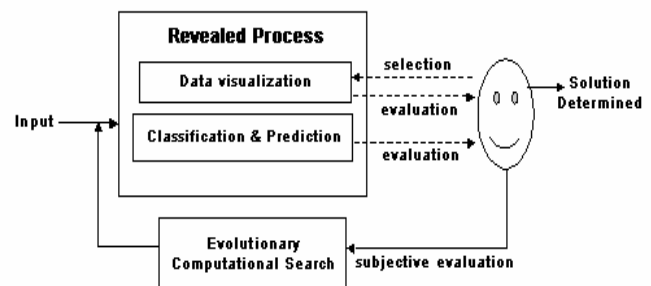 Revealed Process
Data visualization
selection
evaluation
Solution
Determined
Input
Classification & Prediction
evaluation
Evolutionary
Computational Search
subjective evaluation